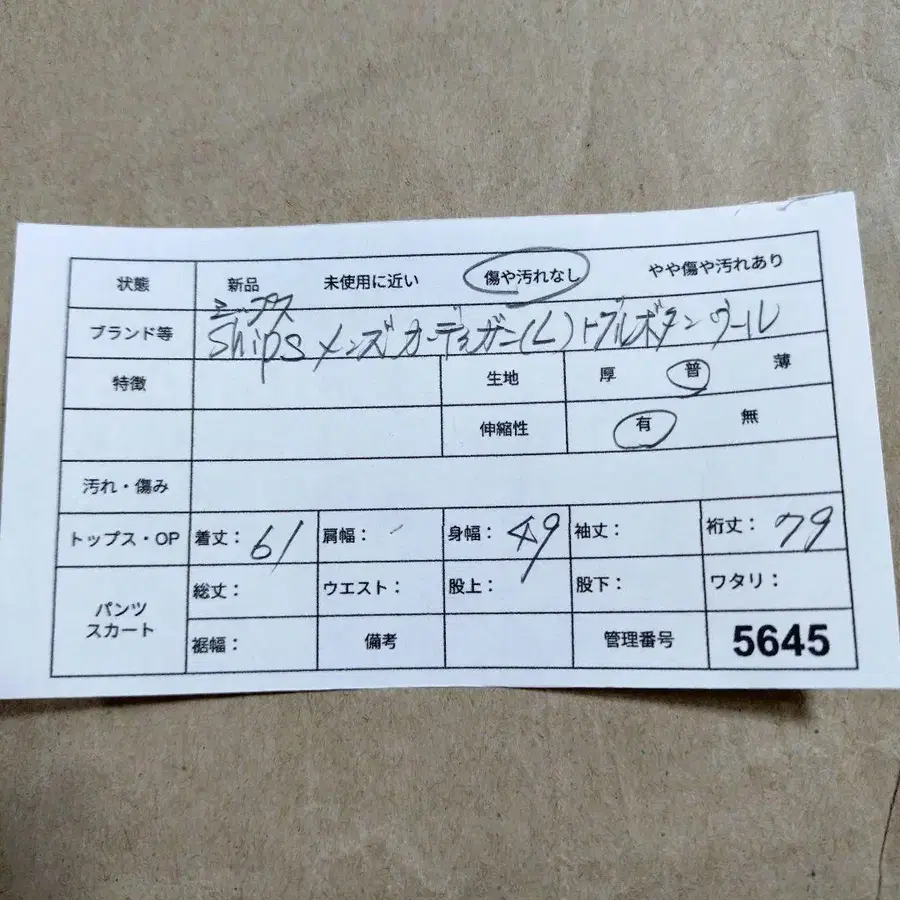 状態 新品 未使用に近い 傷や汚れなし やや傷や汚れあり
シップス
ブランド等 Ships メンズ カーディガン(L) トグルボタン ウール
特徴 生地 厚 普 薄
伸縮性 有 無
汚れ・傷み
トップス・OP 着丈: 61 肩幅: 身幅: 49 袖丈: 裄丈: 79
パンツ 総丈: ウエスト: 股上: 股下: ワタリ:
スカート 裾幅: 備考 管理番号 5645